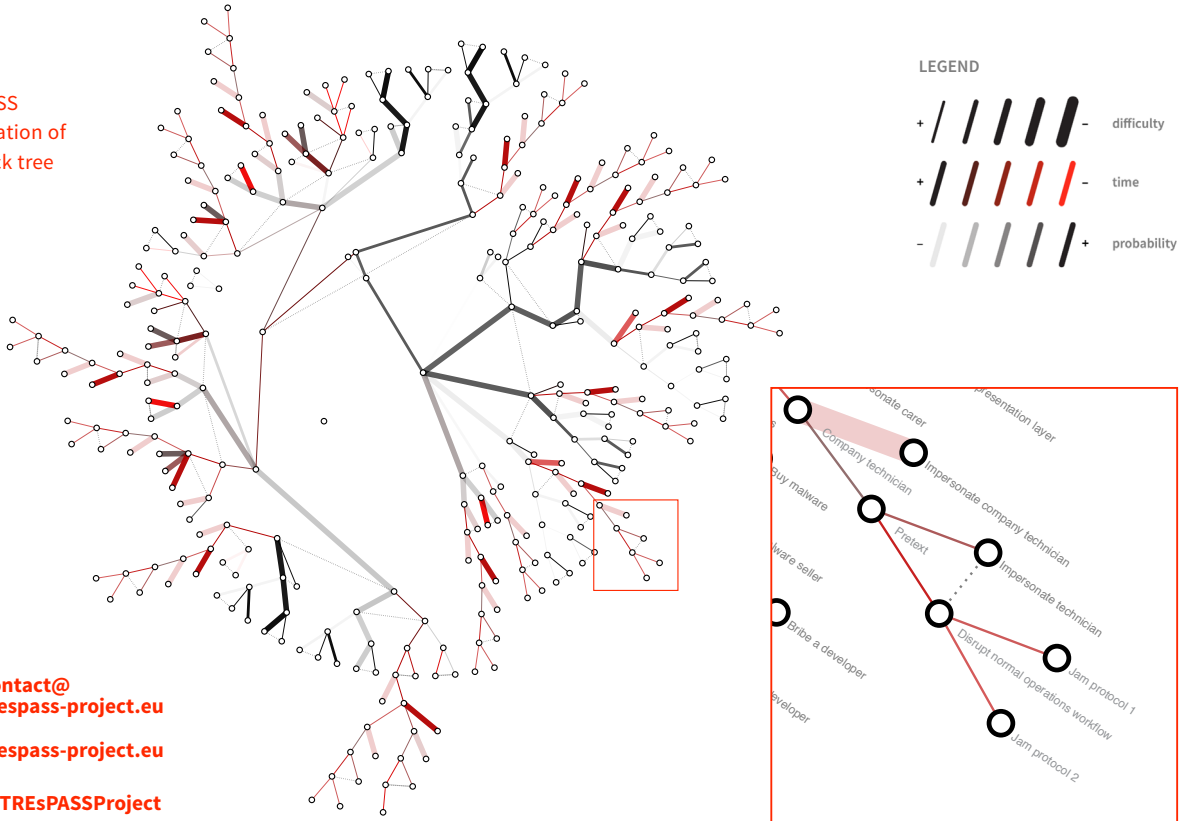 SS
ation of
ck tree
LEGEND
+ – difficulty
+ – time
– + probability
sonate carer
presentation layer
s
Company technician
Impersonate company technician
Buy malware
Pretext
Impersonate technician
lware seller
Bribe a developer
Disrupt normal operations workflow
Jam protocol 1
eveloper
Jam protocol 2
ontact@
espass-project.eu
espass-project.eu
TREsPASSProject